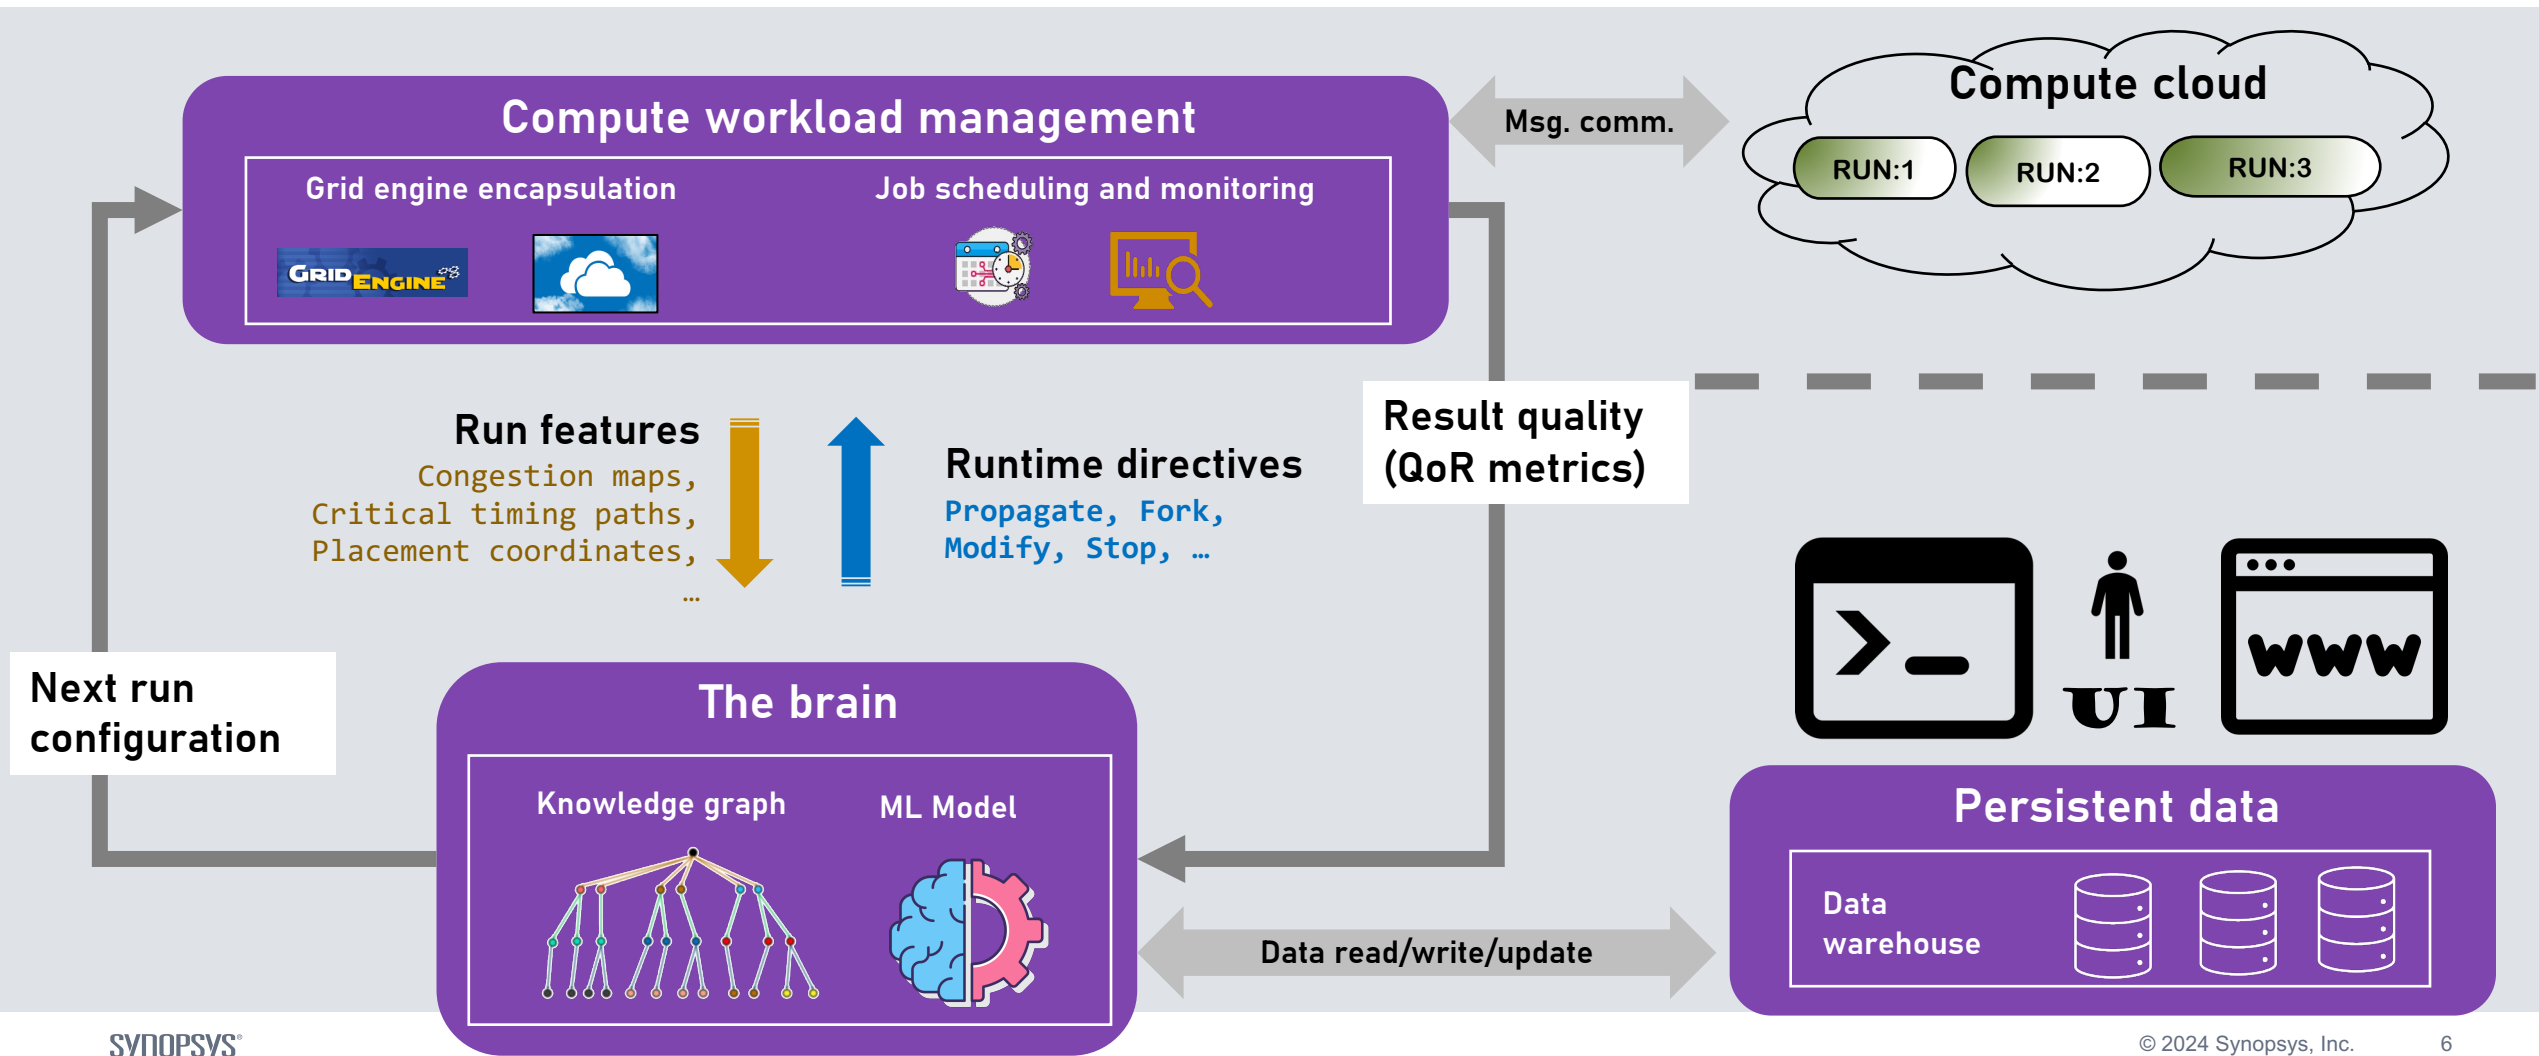 Compute workload management
Grid engine encapsulation
Job scheduling and monitoring
GRID ENGINE
Msg. comm.
Compute cloud
RUN:1
RUN:2
RUN:3
Run features
Congestion maps,
Critical timing paths,
Placement coordinates,
…
Runtime directives
Propagate, Fork,
Modify, Stop, …
Result quality
(QoR metrics)
Next run
configuration
The brain
Knowledge graph
ML Model
Data read/write/update
>_
UI
www
Persistent data
Data
warehouse
SYNOPSYS®
© 2024 Synopsys, Inc.
6